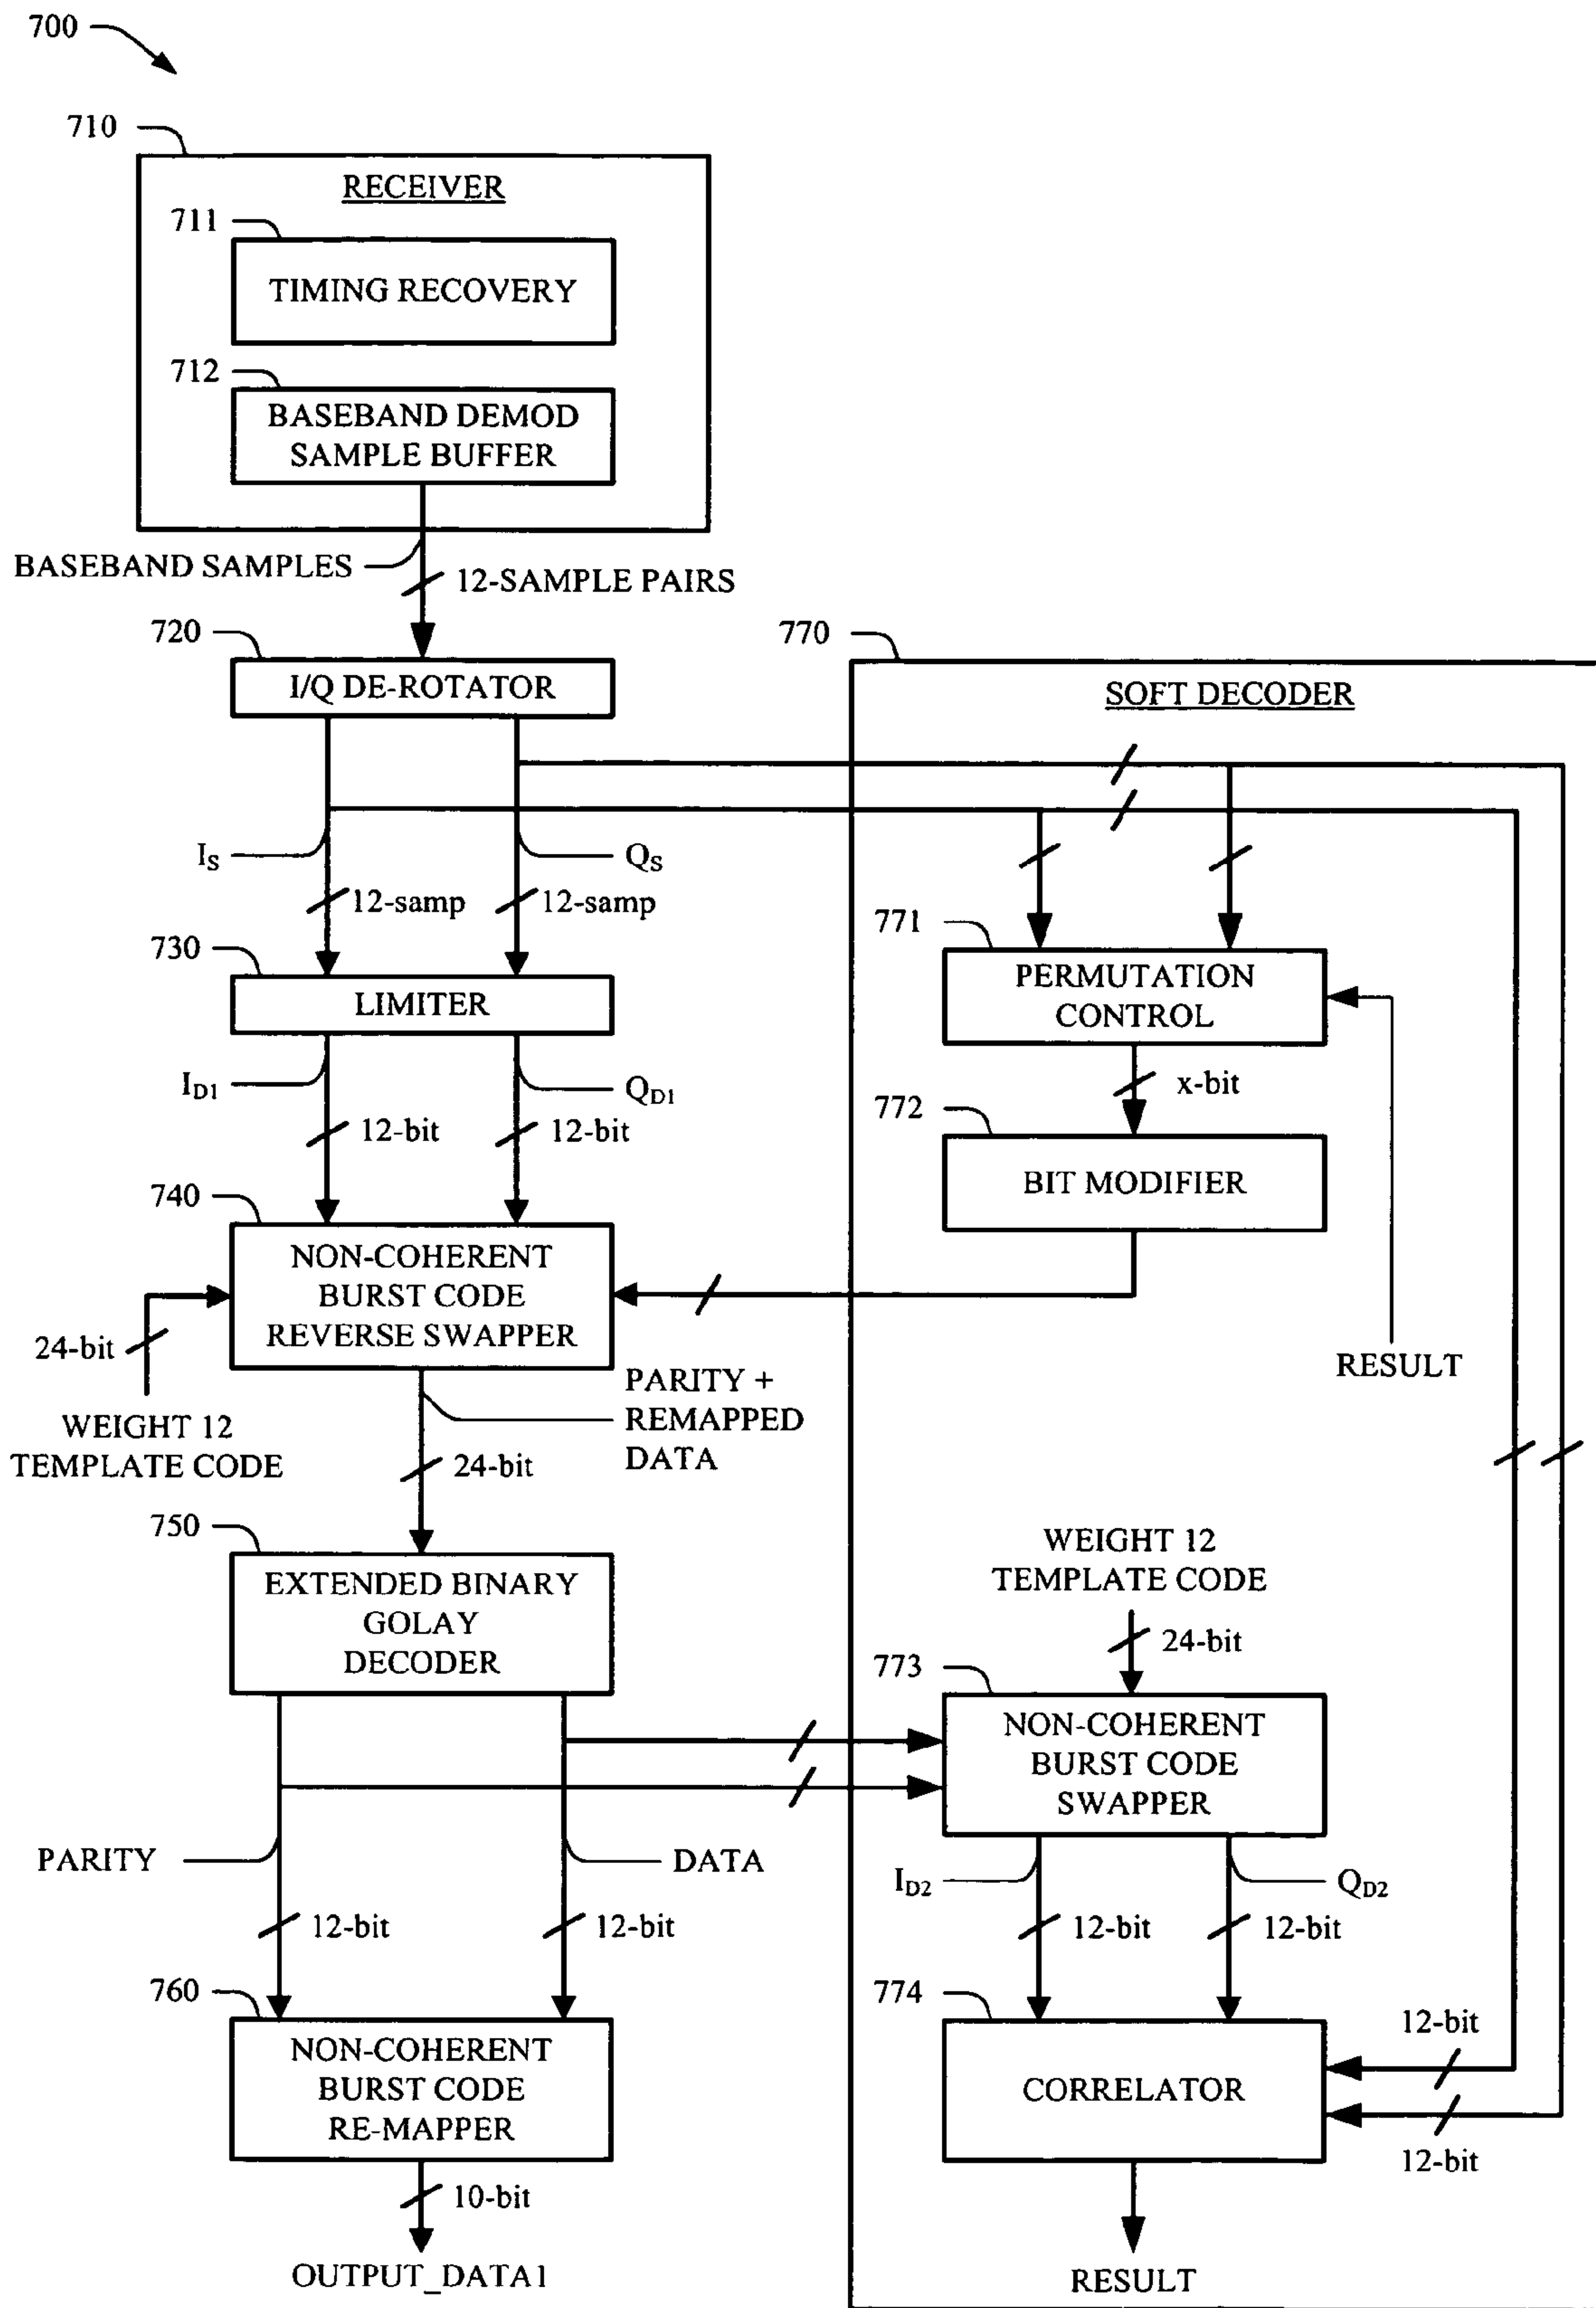 700
710
RECEIVER
711
TIMING RECOVERY
712
BASEBAND DEMOD
SAMPLE BUFFER
BASEBAND SAMPLES
12-SAMPLE PAIRS
720
I/Q DE-ROTATOR
770
SOFT DECODER
IS
QS
12-samp
12-samp
730
LIMITER
771
PERMUTATION
CONTROL
ID1
QD1
12-bit
12-bit
x-bit
772
BIT MODIFIER
740
NON-COHERENT
BURST CODE
REVERSE SWAPPER
24-bit
WEIGHT 12
TEMPLATE CODE
PARITY +
REMAPPED
DATA
24-bit
RESULT
750
EXTENDED BINARY
GOLAY
DECODER
WEIGHT 12
TEMPLATE CODE
24-bit
773
NON-COHERENT
BURST CODE
SWAPPER
PARITY
DATA
ID2
QD2
12-bit
12-bit
12-bit
12-bit
760
NON-COHERENT
BURST CODE
RE-MAPPER
774
CORRELATOR
12-bit
12-bit
10-bit
OUTPUT_DATA1
RESULT